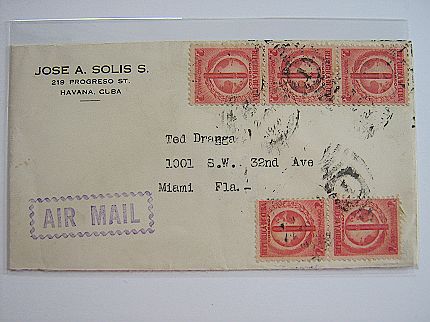 JOSE A. SOLIS S.
219 PROGRESO ST.
HAVANA, CUBA
Ted Dranga
1001 S.W. 32nd Ave
Miami Fla.-
AIR MAIL